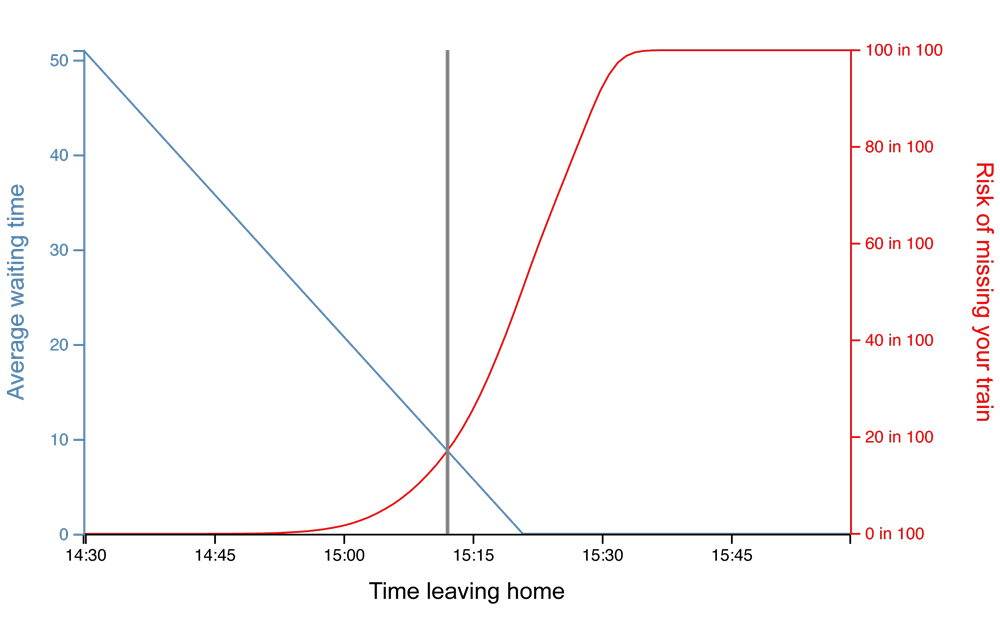 Average waiting time
50
40
30
20
10
0
100 in 100
80 in 100
60 in 100
40 in 100
20 in 100
0 in 100
Risk of missing your train
14:30
14:45
15:00
15:15
15:30
15:45
Time leaving home